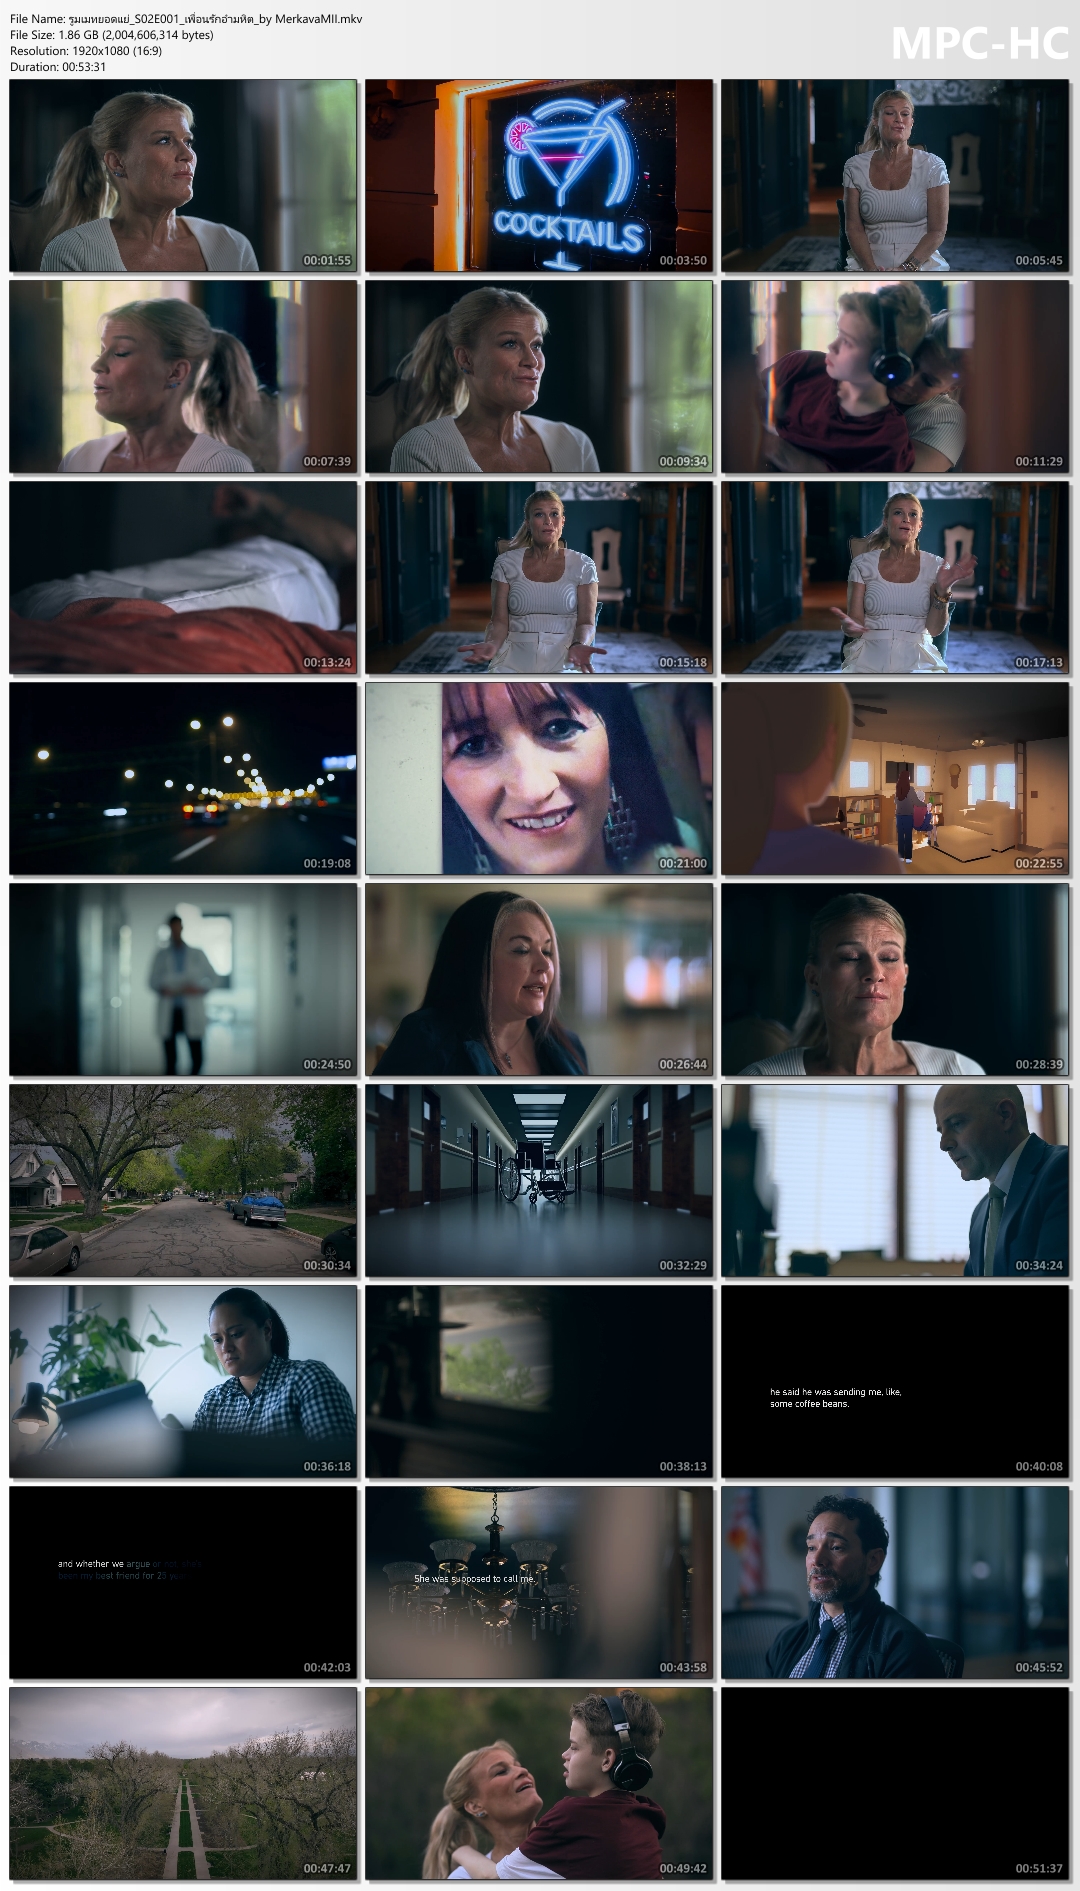 File Name: รูมเมทยอดแย่_S02E001_เพื่อนรักอำมหิต_by MerkavaMII.mkv
File Size: 1.86 GB (2,004,606,314 bytes)
Resolution: 1920x1080 (16:9)
Duration: 00:53:31
MPC-HC
00:01:55
COCKTAILS
00:03:50
00:05:45
00:07:39
00:09:34
00:11:29
00:13:24
00:15:18
00:17:13
00:19:08
00:21:00
00:22:55
00:24:50
00:26:44
00:28:39
00:30:34
00:32:29
00:34:24
00:36:18
00:38:13
he said he was sending me, like,
some coffee beans.
00:40:08
and whether we argue or not, she's
been my best friend for 25
00:42:03
She was supposed to call me.
00:43:58
00:45:52
00:47:47
00:49:42
00:51:37